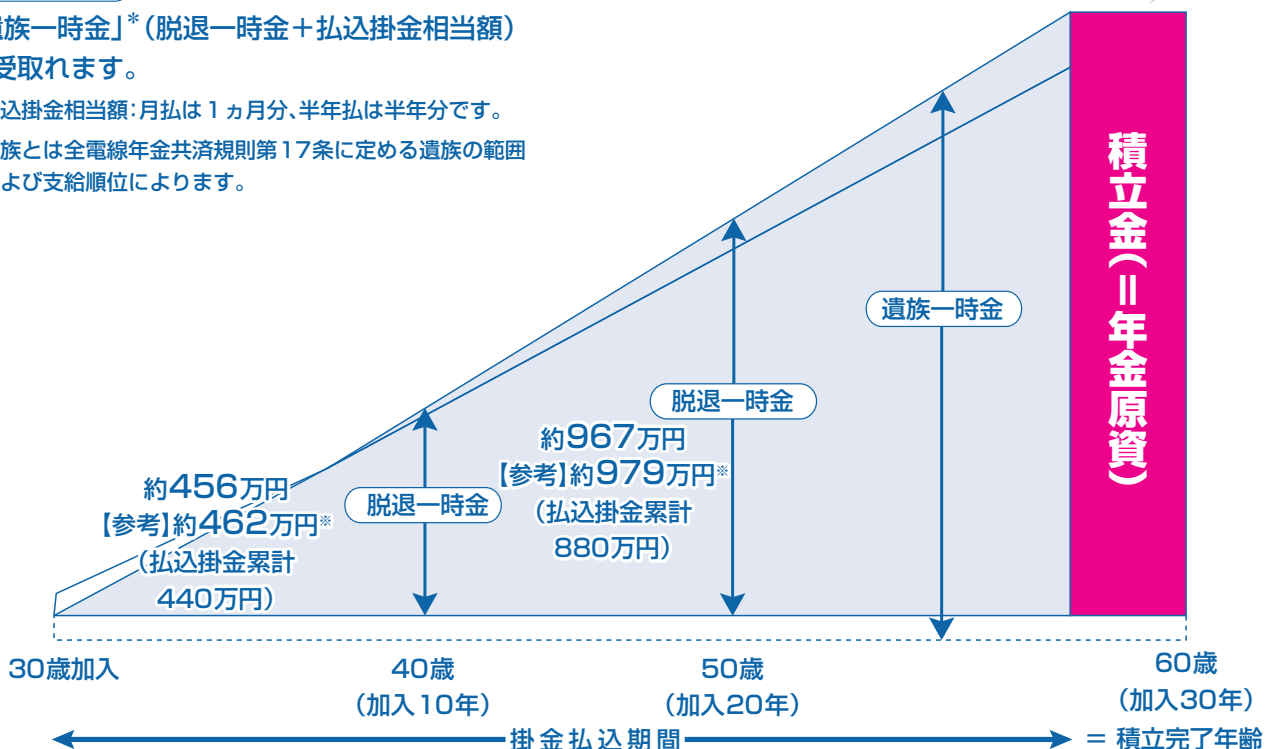 遺族一時金」*(脱退一時金+払込掛金相当額)
受取れます。
込掛金相当額:月払は1ヵ月分、半年払は半年分です。
族とは全電線年金共済規則第17条に定める遺族の範囲
よび支給順位によります。
積立金(=年金原資)
遺族一時金
脱退一時金
約967万円
【参考】約979万円※
(払込掛金累計
880万円)
脱退一時金
約456万円
【参考】約462万円※
(払込掛金累計
440万円)
30歳加入
40歳
(加入10年)
50歳
(加入20年)
60歳
(加入30年)
掛金払込期間
= 積立完了年齢